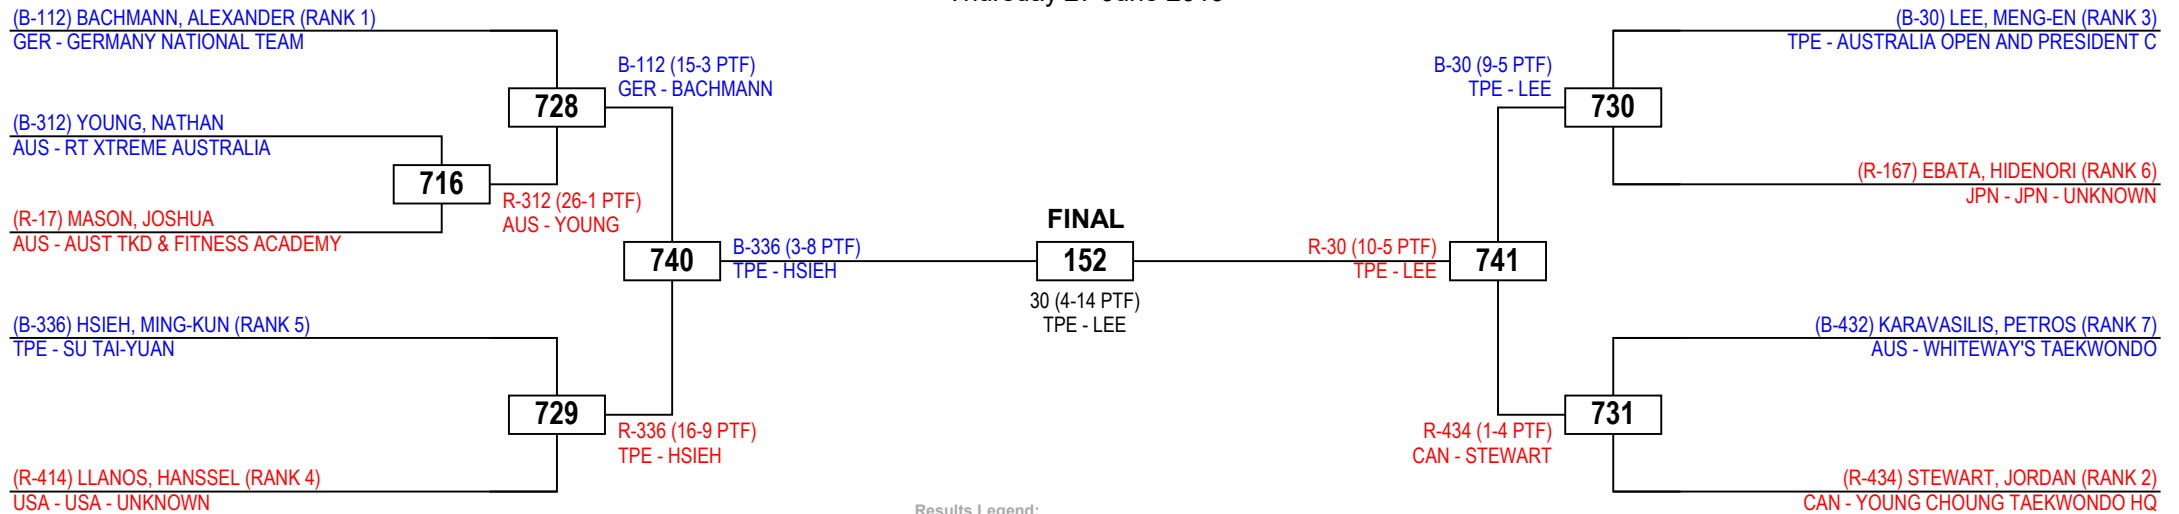 (B-112) BACHMANN, ALEXANDER (RANK 1)
GER - GERMANY NATIONAL TEAM
(B-312) YOUNG, NATHAN
AUS - RT XTREME AUSTRALIA
(R-17) MASON, JOSHUA
AUS - AUST TKD & FITNESS ACADEMY
(B-336) HSIEH, MING-KUN (RANK 5)
TPE - SU TAI-YUAN
(R-414) LLANOS, HANSSEL (RANK 4)
USA - USA - UNKNOWN
716
R-312 (26-1 PTF)
AUS - YOUNG
728
B-112 (15-3 PTF)
GER - BACHMANN
729
R-336 (16-9 PTF)
TPE - HSIEH
740
B-336 (3-8 PTF)
TPE - HSIEH
FINAL
152
30 (4-14 PTF)
TPE - LEE
R-30 (10-5 PTF)
TPE - LEE
741
B-30 (9-5 PTF)
TPE - LEE
730
R-434 (1-4 PTF)
CAN - STEWART
731
(B-30) LEE, MENG-EN (RANK 3)
TPE - AUSTRALIA OPEN AND PRESIDENT C
(R-167) EBATA, HIDENORI (RANK 6)
JPN - JPN - UNKNOWN
(B-432) KARAVASILIS, PETROS (RANK 7)
AUS - WHITEWAY'S TAEKWONDO
(R-434) STEWART, JORDAN (RANK 2)
CAN - YOUNG CHOUNG TAEKWONDO HQ
Results Legend: